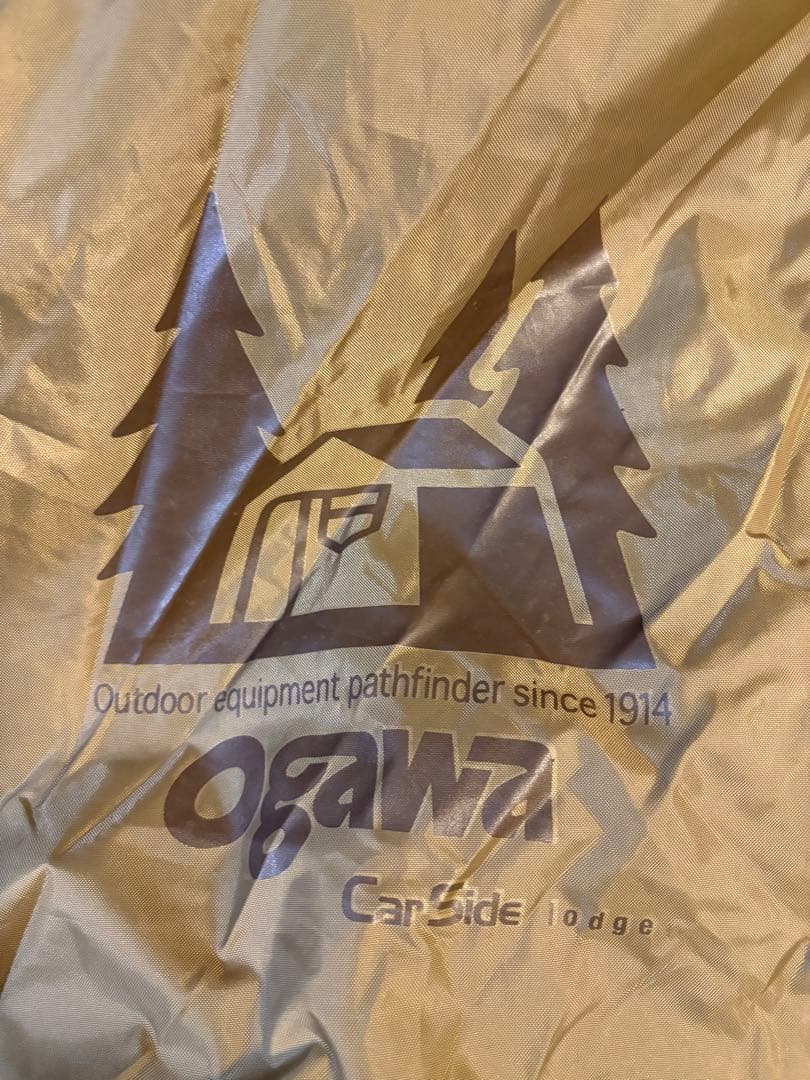 Outdoor equipment pathfinder since 1914
ogawa
CarSide lodge